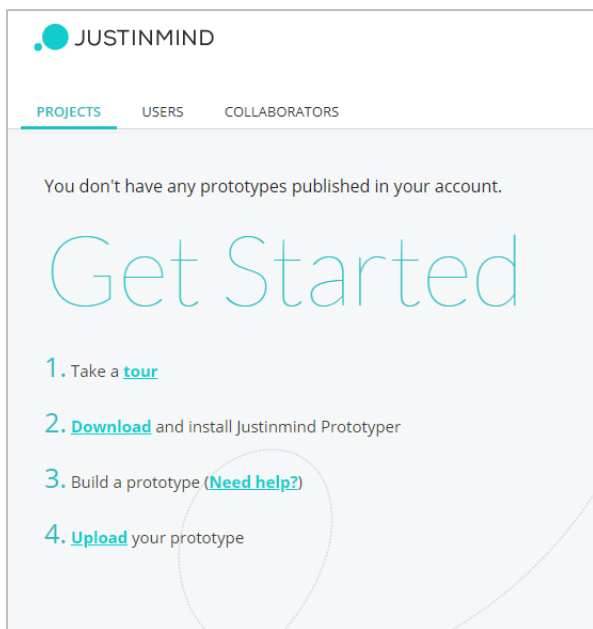 JUSTINMIND
PROJECTS USERS COLLABORATORS
You don't have any prototypes published in your account.
Get Started
1. Take a tour
2. Download and install Justinmind Prototyper
3. Build a prototype (Need help?)
4. Upload your prototype